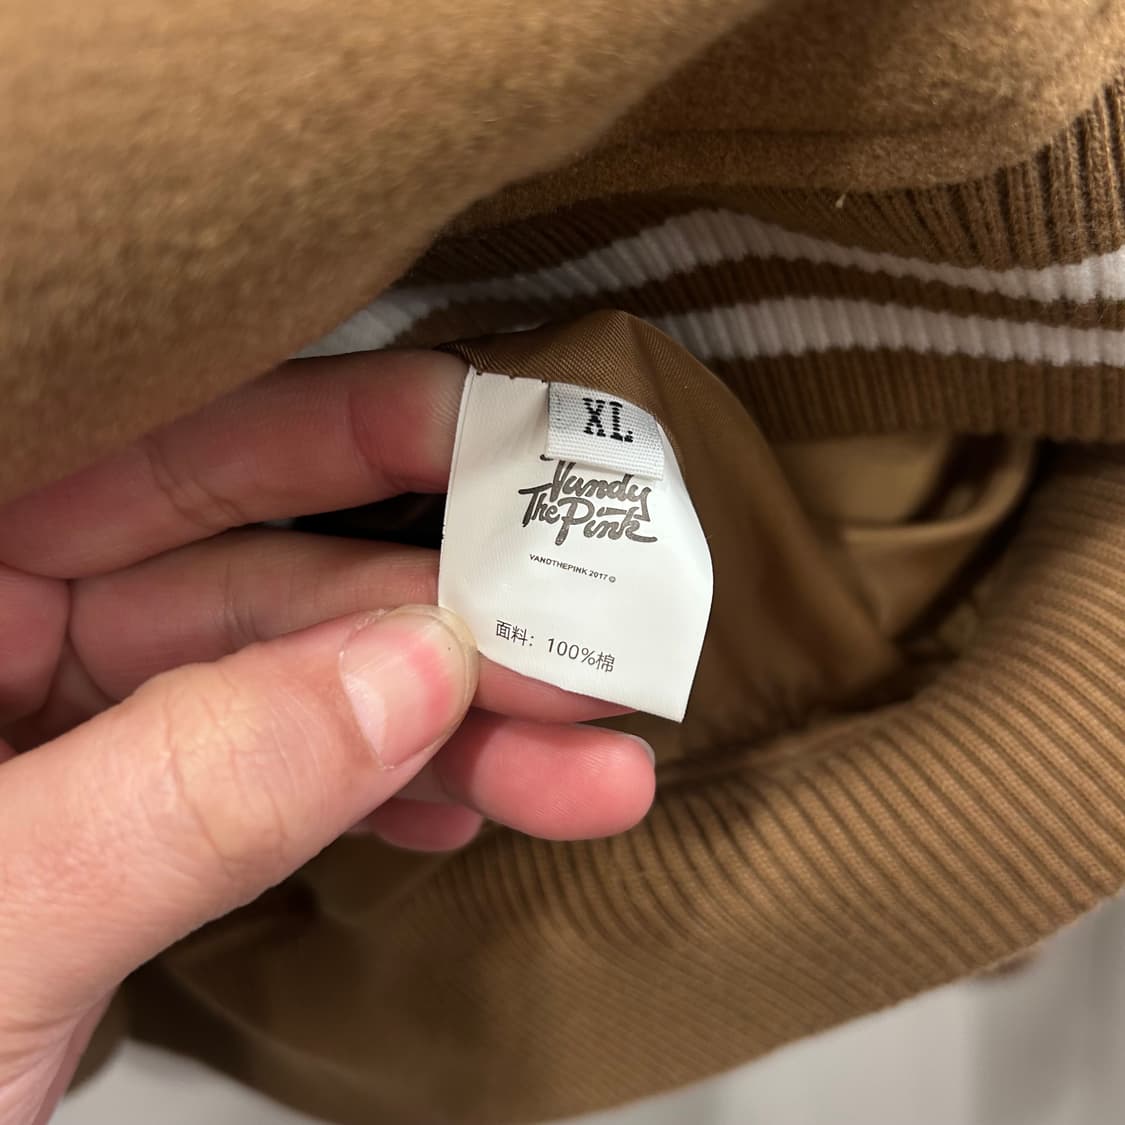 XL
Vandy
The Pink
VANDTHEPINK 2017 ©
面料：100%棉